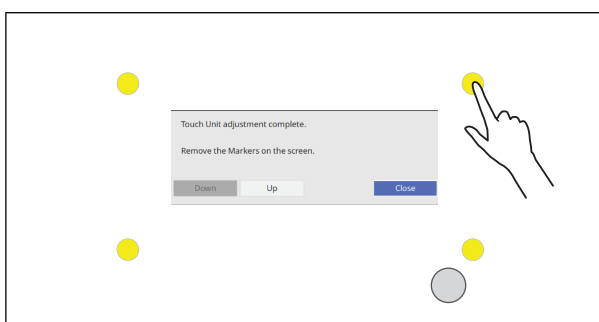 Touch Unit adjustment complete.
Remove the Markers on the screen.
Down Up Close